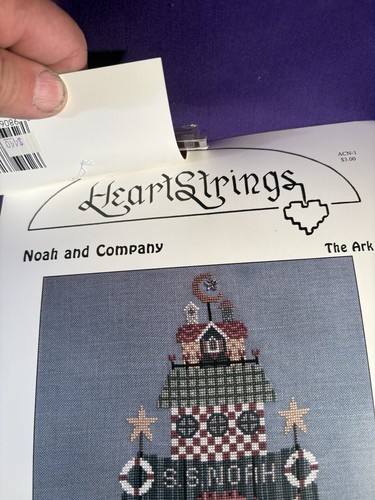 ACN-1
$3.00
HeartStrings
Noah and Company
The Ark
S.S. NOAH